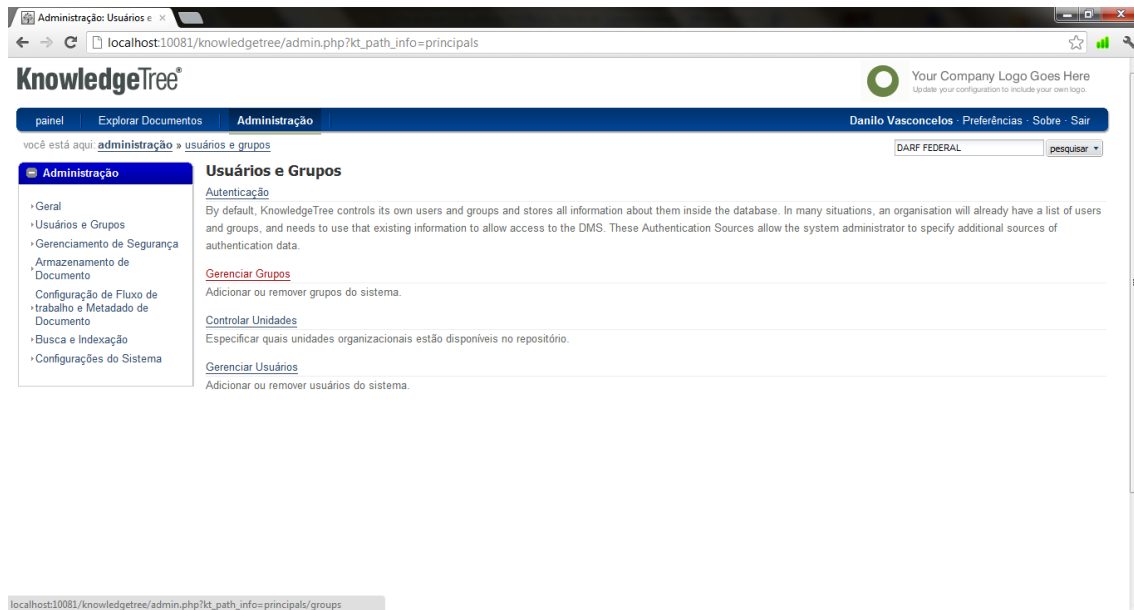 Administração: Usuários e
localhost:10081/knowledgetree/admin.php?kt_path_info=principals
KnowledgeTree®
Your Company Logo Goes Here
Update your configuration to include your own logo.
painel Explorar Documentos Administração Danilo Vasconcelos · Preferências · Sobre · Sair
você está aqui: administração » usuários e grupos
DARF FEDERAL pesquisar
Administração
Geral
Usuários e Grupos
Gerenciamento de Segurança
Armazenamento de
Documento
Configuração de Fluxo de
trabalho e Metadado de
Documento
Busca e Indexação
Configurações do Sistema
Usuários e Grupos
Autenticação
By default, KnowledgeTree controls its own users and groups and stores all information about them inside the database. In many situations, an organisation will already have a list of users
and groups, and needs to use that existing information to allow access to the DMS. These Authentication Sources allow the system administrator to specify additional sources of
authentication data.
Gerenciar Grupos
Adicionar ou remover grupos do sistema.
Controlar Unidades
Especificar quais unidades organizacionais estão disponíveis no repositório.
Gerenciar Usuários
Adicionar ou remover usuários do sistema.
localhost:10081/knowledgetree/admin.php?kt_path_info=principals/groups